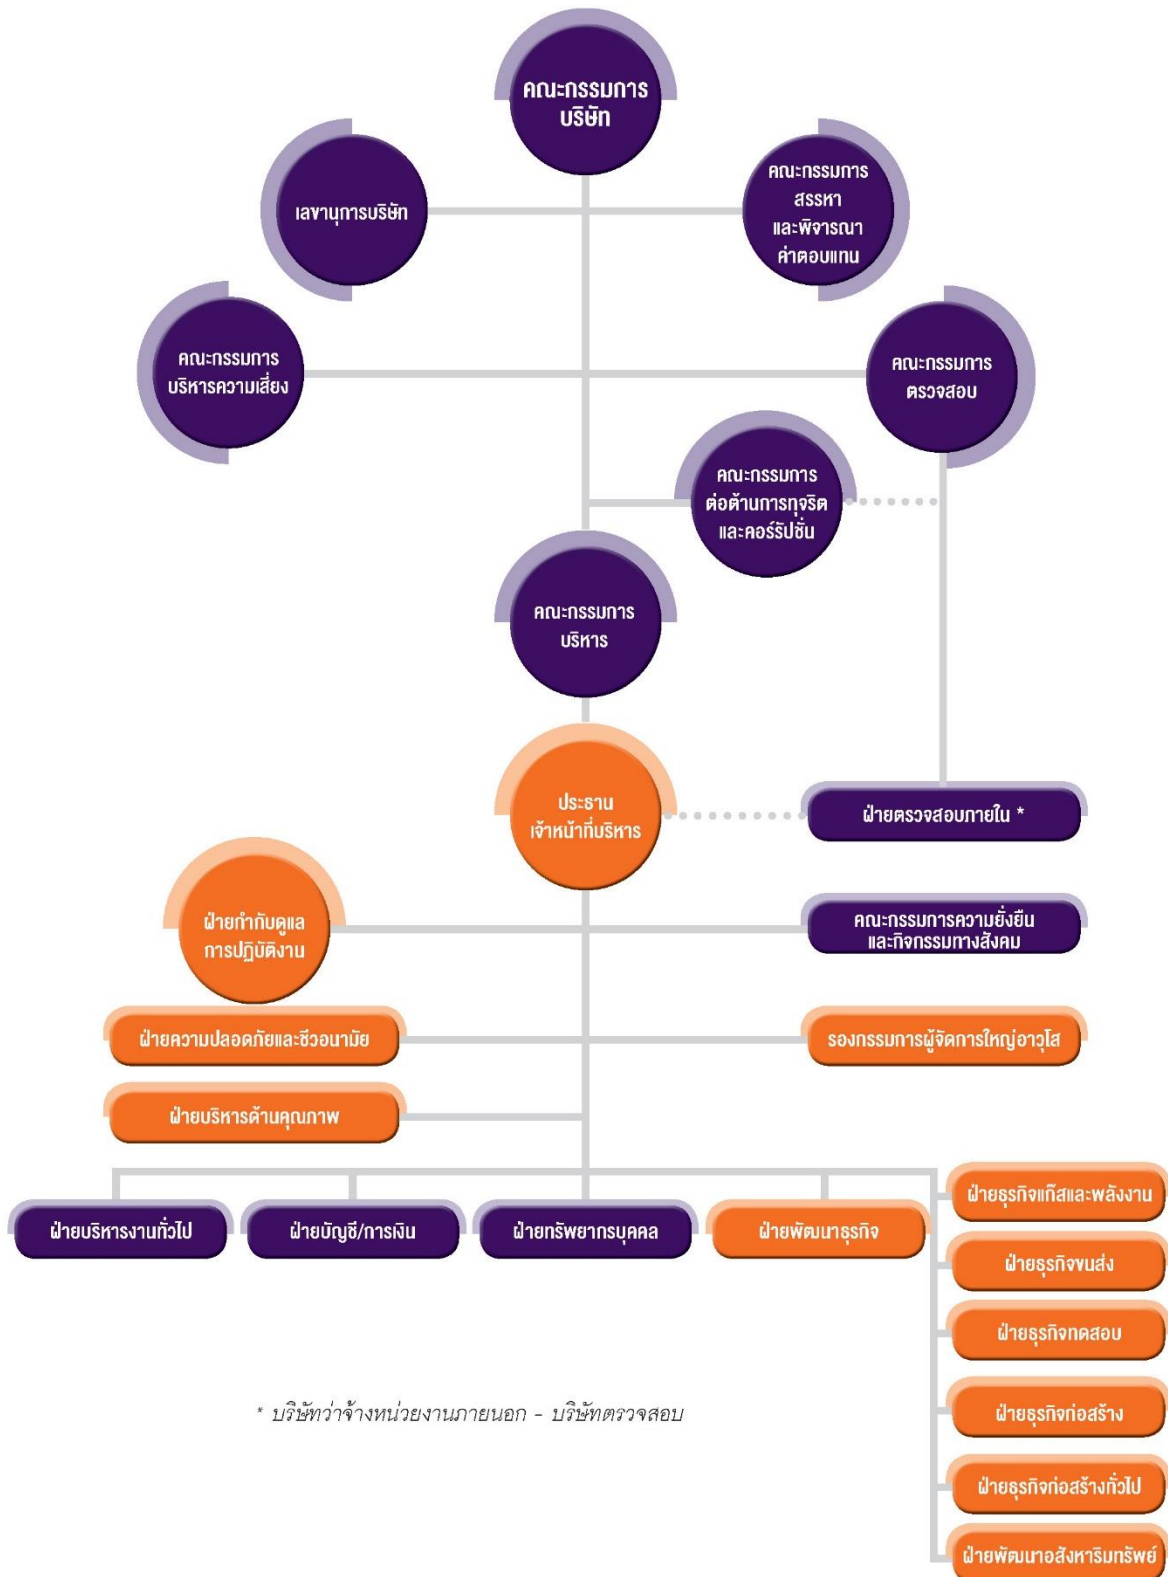 คณะกรรมการ
บริษัท
เลขานุการบริษัท
คณะกรรมการ
สรรหา
และพิจารณา
ค่าตอบแทน
คณะกรรมการ
บริหารความเสี่ยง
คณะกรรมการ
ตรวจสอบ
คณะกรรมการ
ต่อต้านการทุจริต
และคอร์รัปชั่น
คณะกรรมการ
บริหาร
ประธาน
เจ้าหน้าที่บริหาร
ฝ่ายตรวจสอบภายใน *
ฝ่ายกำกับดูแล
การปฏิบัติงาน
คณะกรรมการความยั่งยืน
และกิจกรรมทางสังคม
ฝ่ายความปลอดภัยและชีวอนามัย
รองกรรมการผู้จัดการใหญ่อาวุโส
ฝ่ายบริหารด้านคุณภาพ
ฝ่ายบริหารงานทั่วไป
ฝ่ายบัญชี/การเงิน
ฝ่ายทรัพยากรบุคคล
ฝ่ายพัฒนาธุรกิจ
ฝ่ายธุรกิจแก๊สและพลังงาน
ฝ่ายธุรกิจขนส่ง
ฝ่ายธุรกิจทดสอบ
ฝ่ายธุรกิจก่อสร้าง
ฝ่ายธุรกิจก่อสร้างทั่วไป
ฝ่ายพัฒนาอสังหาริมทรัพย์
* บริษัทว่าจ้างหน่วยงานภายนอก - บริษัทตรวจสอบ